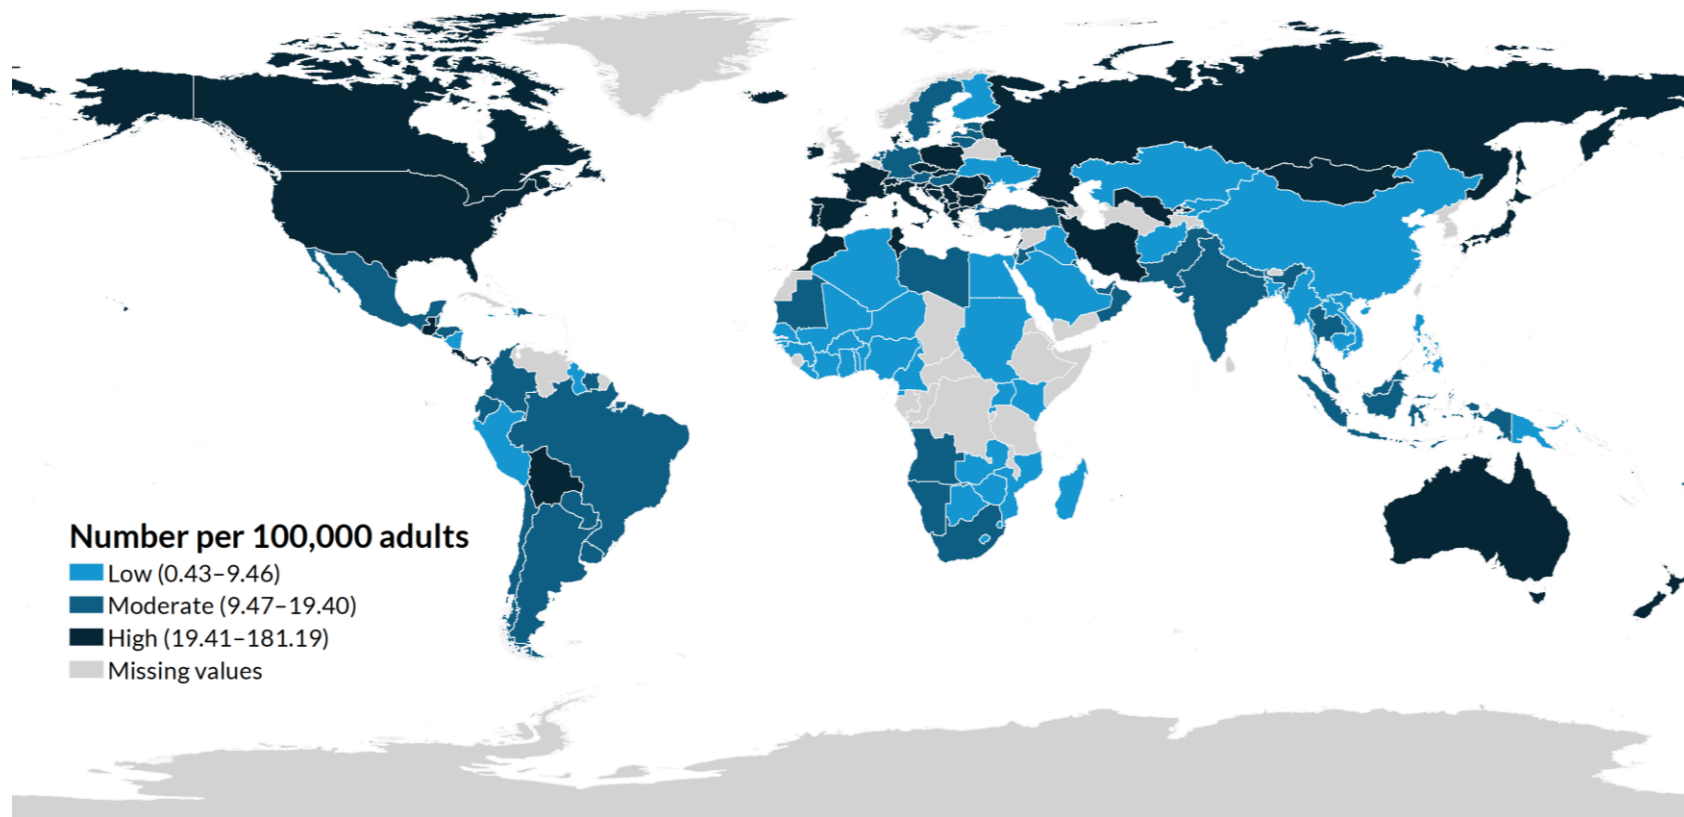 Number per 100,000 adults
Low (0.43–9.46)
Moderate (9.47–19.40)
High (19.41–181.19)
Missing values